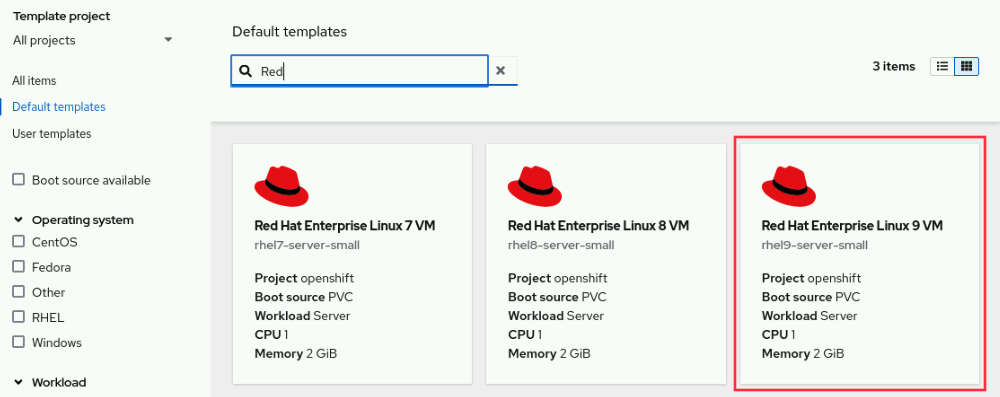 Template project
All projects
All items
Default templates
User templates
Boot source available
Operating system
CentOS
Fedora
Other
RHEL
Windows
Workload
Default templates
Red
3 items
Red Hat Enterprise Linux 7 VM
rhel7-server-small
Project openshift
Boot source PVC
Workload Server
CPU 1
Memory 2 GiB
Red Hat Enterprise Linux 8 VM
rhel8-server-small
Project openshift
Boot source PVC
Workload Server
CPU 1
Memory 2 GiB
Red Hat Enterprise Linux 9 VM
rhel9-server-small
Project openshift
Boot source PVC
Workload Server
CPU 1
Memory 2 GiB